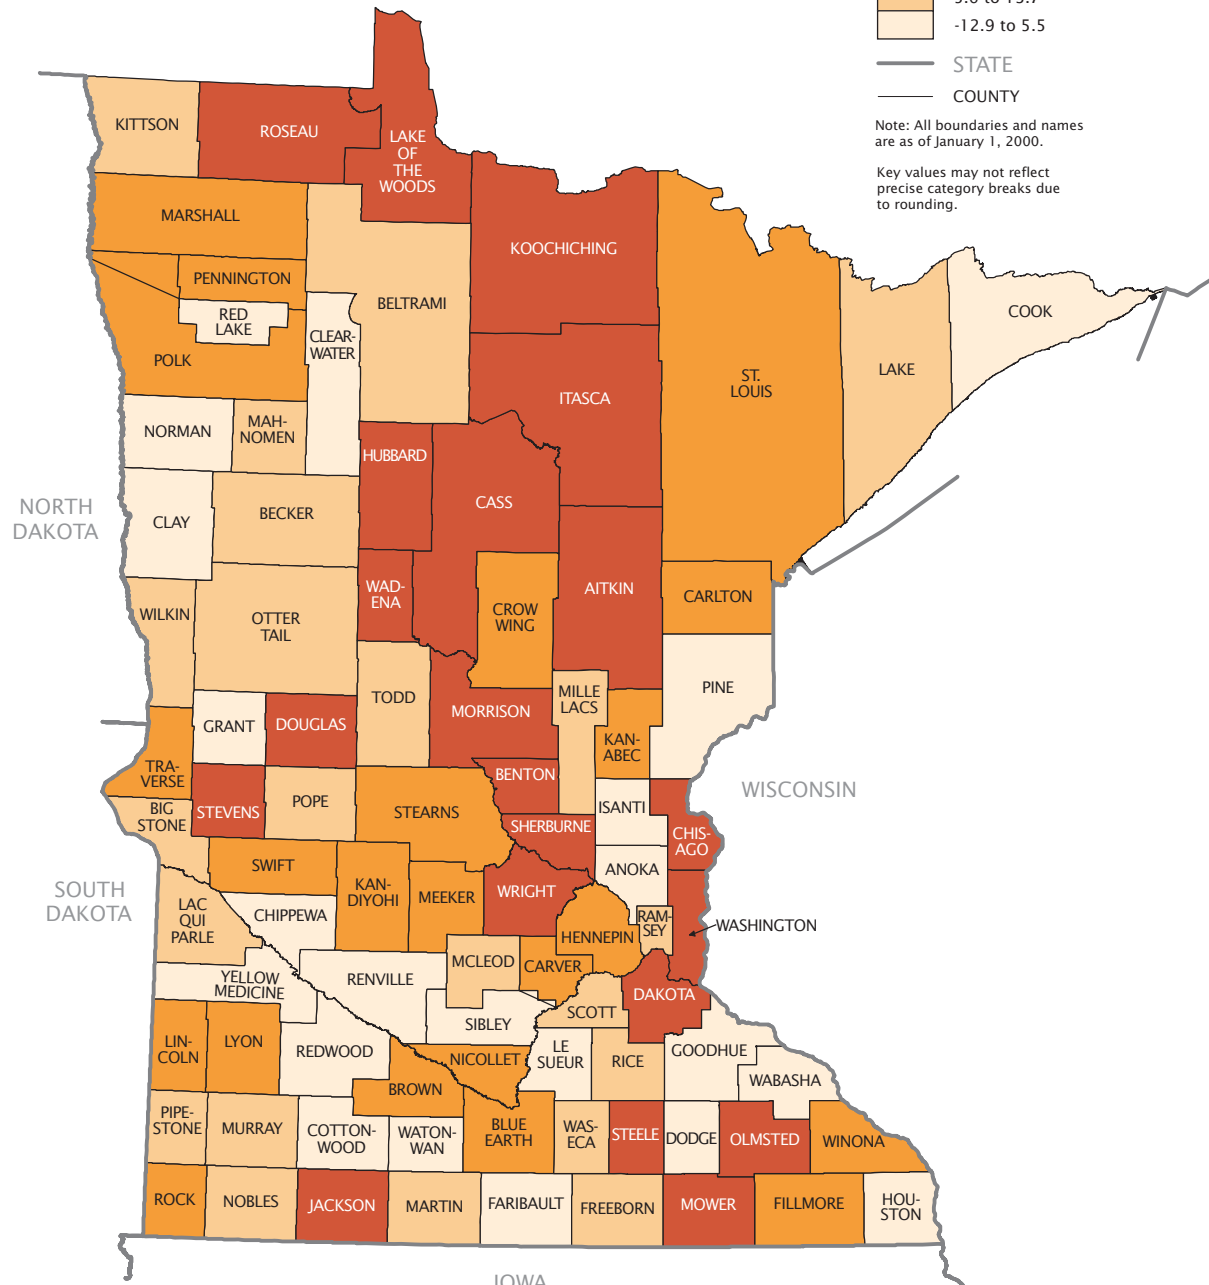 -12.9 to 5.5
STATE
COUNTY
Note: All boundaries and names
are as of January 1, 2000.
Key values may not reflect
precise category breaks due
to rounding.
KITTSON
ROSEAU
LAKE
OF
THE
WOODS
MARSHALL
KOOCHICHING
PENNINGTON
BELTRAMI
RED
LAKE
CLEAR-
WATER
COOK
POLK
ST.
LOUIS
LAKE
ITASCA
NORMAN
MAH-
NOMEN
HUBBARD
CASS
NORTH
DAKOTA
CLAY
BECKER
WILKIN
OTTER
TAIL
WAD-
ENA
CROW
WING
AITKIN
CARLTON
TODD
MILLE
LACS
PINE
GRANT
DOUGLAS
MORRISON
KAN-
ABEC
TRA-
VERSE
BENTON
WISCONSIN
BIG
STONE
STEVENS
POPE
STEARNS
ISANTI
SHERBURNE
CHIS-
AGO
SWIFT
KAN-
DIYOHI
MEEKER
WRIGHT
ANOKA
SOUTH
DAKOTA
LAC
QUI
PARLE
CHIPPEWA
HENNEPIN
RAM-
SEY
WASHINGTON
YELLOW
MEDICINE
RENVILLE
MCLEOD
CARVER
DAKOTA
SCOTT
SIBLEY
LIN-
COLN
LYON
REDWOOD
NICOLLET
LE
SUEUR
RICE
GOODHUE
WABASHA
BROWN
PIPE-
STONE
MURRAY
COTTON-
WOOD
WATON-
WAN
BLUE
EARTH
WAS-
ECA
STEELE
DODGE
OLMSTED
WINONA
ROCK
NOBLES
JACKSON
MARTIN
FARIBAULT
FREEBORN
MOWER
FILLMORE
HOU-
STON
IOWA